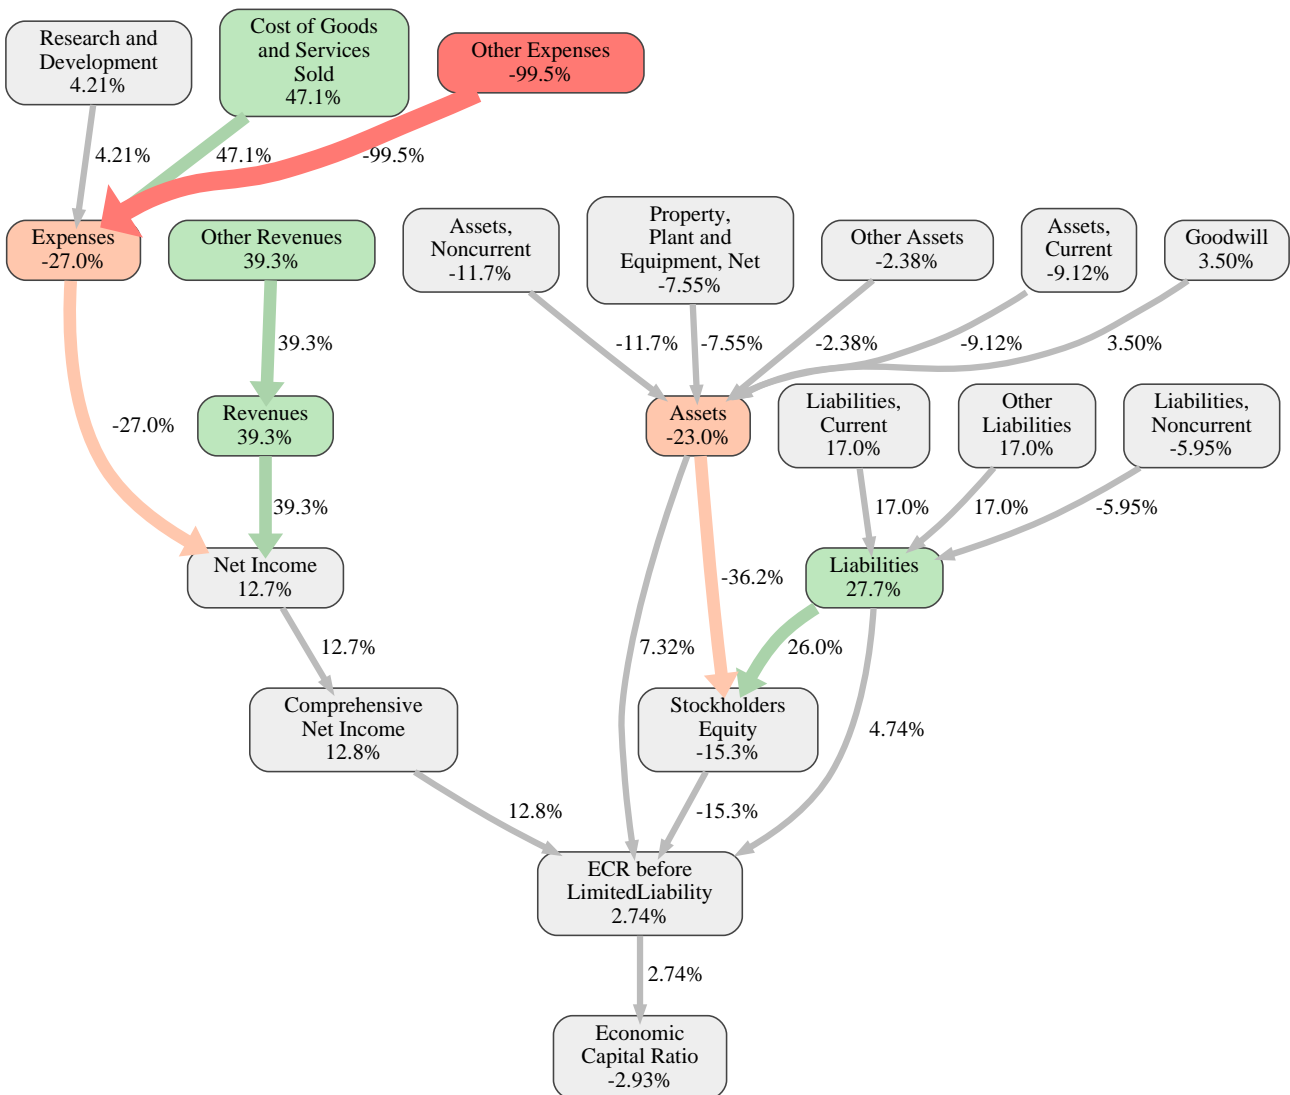 Research and
Development
4.21%
Cost of Goods
and Services
Sold
47.1%
Other Expenses
-99.5%
4.21%
47.1%
-99.5%
Expenses
-27.0%
Other Revenues
39.3%
Assets,
Noncurrent
-11.7%
Property,
Plant and
Equipment, Net
-7.55%
Other Assets
-2.38%
Assets,
Current
-9.12%
Goodwill
3.50%
39.3%
-11.7%
-7.55%
-2.38%
-9.12%
3.50%
-27.0%
Revenues
39.3%
Assets
-23.0%
Liabilities,
Current
17.0%
Other
Liabilities
17.0%
Liabilities,
Noncurrent
-5.95%
39.3%
17.0%
17.0%
-5.95%
Net Income
12.7%
-36.2%
Liabilities
27.7%
12.7%
7.32%
26.0%
Comprehensive
Net Income
12.8%
Stockholders
Equity
-15.3%
4.74%
12.8%
-15.3%
ECR before
LimitedLiability
2.74%
2.74%
Economic
Capital Ratio
-2.93%